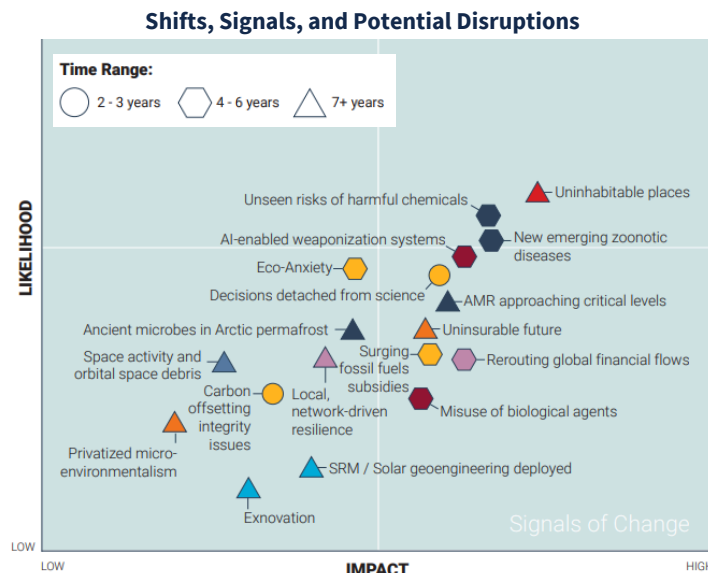 Shifts, Signals, and Potential Disruptions
Time Range:
2 - 3 years
4 - 6 years
7+ years
LIKELIHOOD
Uninhabitable places
Unseen risks of harmful chemicals
New emerging zoonotic
diseases
AI-enabled weaponization systems
Eco-Anxiety
Decisions detached from science
AMR approaching critical levels
Ancient microbes in Arctic permafrost
Uninsurable future
Space activity and
orbital space debris
Surging
fossil fuels
subsidies
Rerouting global financial flows
Carbon
offsetting
integrity
issues
Local,
network-driven
resilience
Misuse of biological agents
Privatized micro-
environmentalism
SRM / Solar geoengineering deployed
Exnovation
Signals of Change
LOW
LOW
IMPACT
HIGH